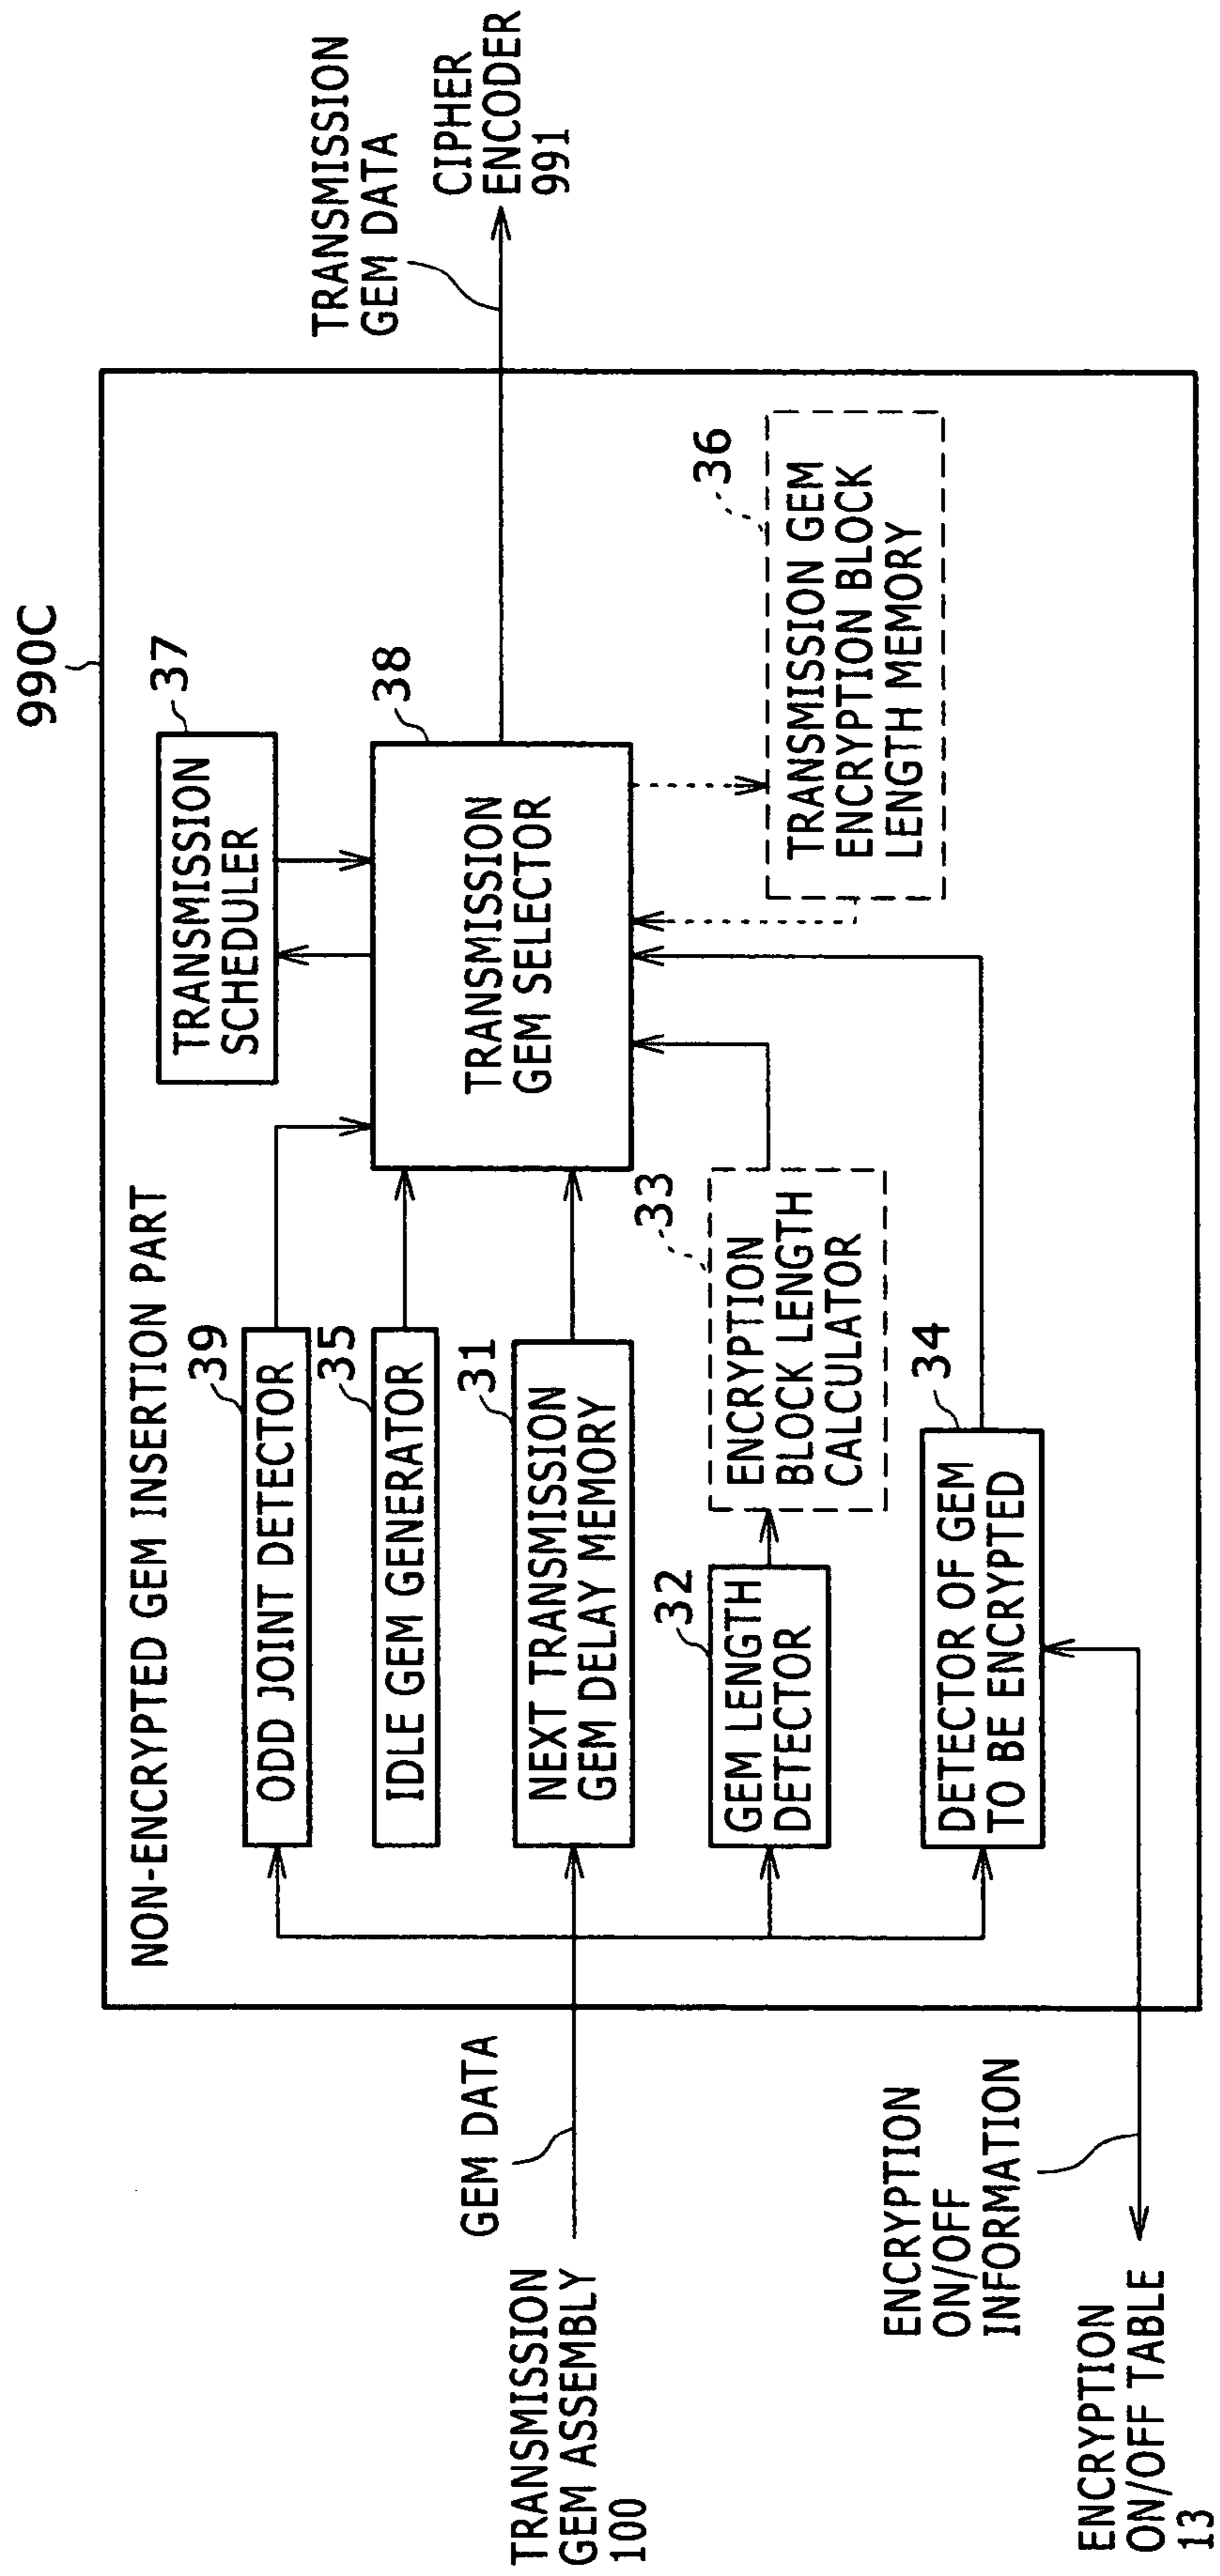 990C
NON-ENCRYPTED GEM INSERTION PART
TRANSMISSION
SCHEDULER
37
ODD JOINT DETECTOR
39
IDLE GEM GENERATOR
35
NEXT TRANSMISSION
GEM DELAY MEMORY
31
TRANSMISSION
GEM SELECTOR
38
GEM LENGTH
DETECTOR
32
ENCRYPTION
BLOCK LENGTH
CALCULATOR
33
TRANSMISSION GEM
ENCRYPTION BLOCK
LENGTH MEMORY
36
DETECTOR OF GEM
TO BE ENCRYPTED
34
TRANSMISSION
GEM DATA
CIPHER
ENCODER
991
GEM DATA
TRANSMISSION
GEM ASSEMBLY
100
ENCRYPTION
ON/OFF
INFORMATION
ENCRYPTION
ON/OFF TABLE
13